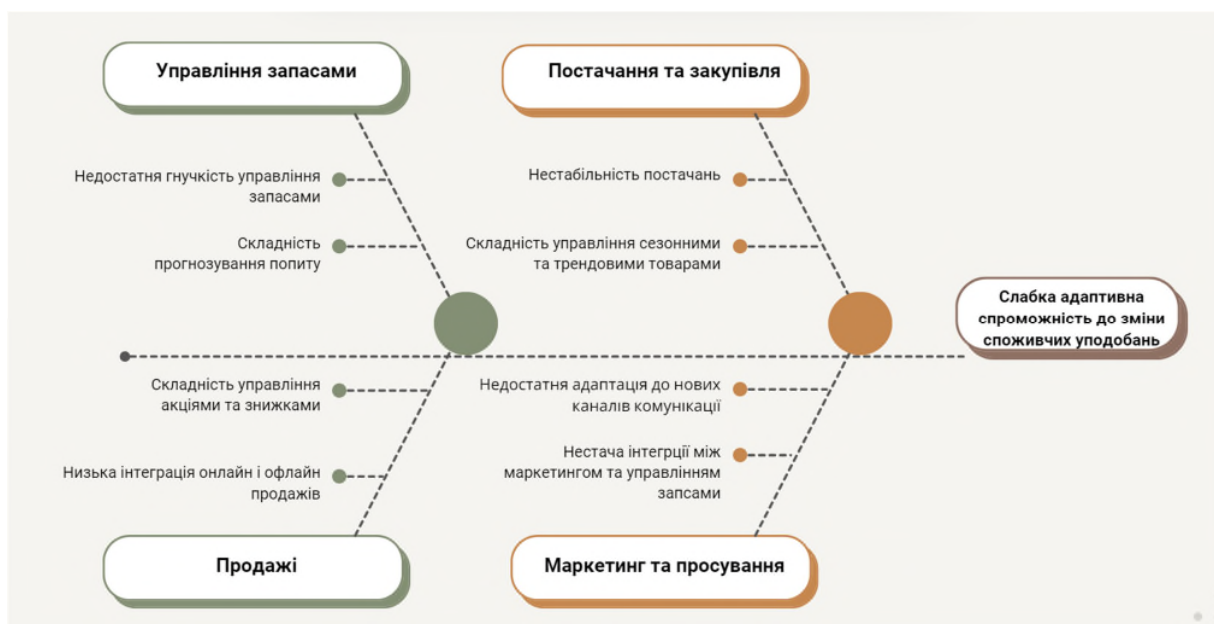 Управління запасами
Постачання та закупівля
Недостатня гнучкість управління
запасами
Складність
прогнозування попиту
Нестабільність постачань
Складність управління сезонними
та трендовими товарами
Слабка адаптивна
спроможність до зміни
споживчих уподобань
Складність управління
акціями та знижками
Низька інтеграція онлайн і офлайн
продажів
Недостатня адаптація до нових
каналів комунікації
Нестача інтегрції між
маркетингом та управлінням
запсами
Продажі
Маркетинг та просування